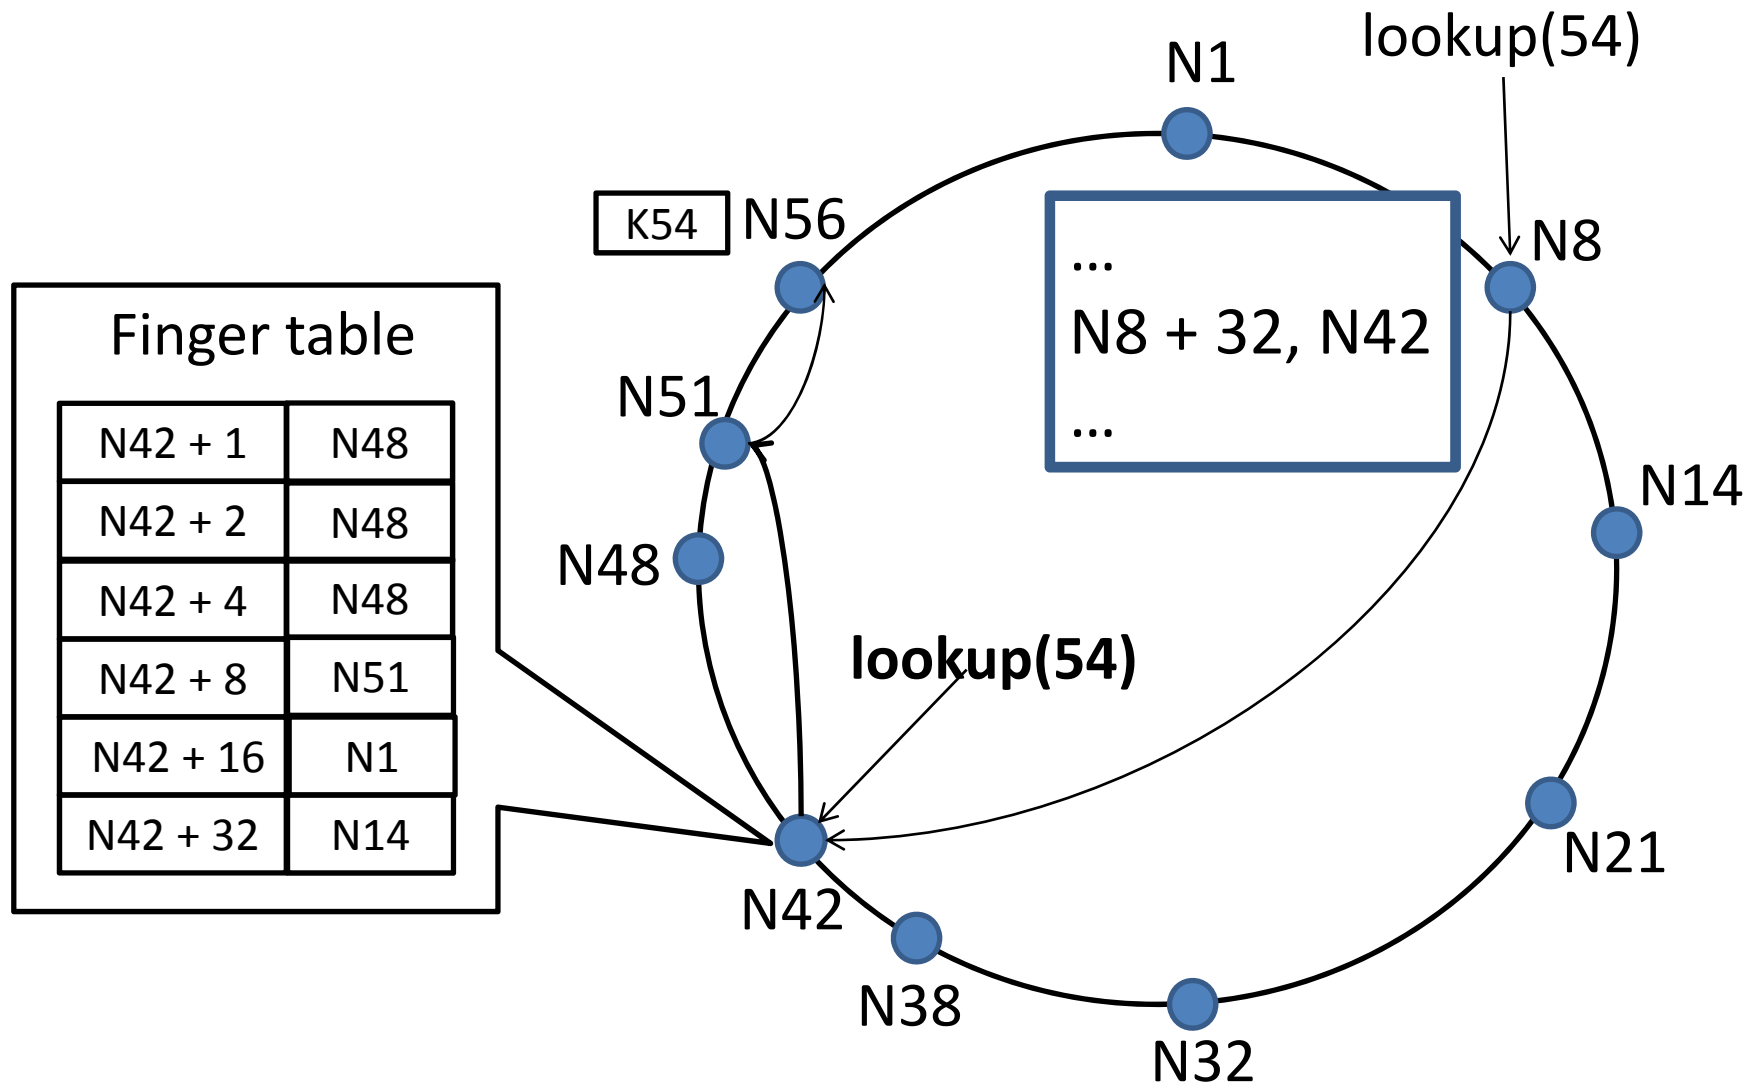 lookup(54)
N1
K54
N56
N8
...
N8 + 32, N42
...
Finger table
N42 + 1 N48
N42 + 2 N48
N42 + 4 N48
N42 + 8 N51
N42 + 16 N1
N42 + 32 N14
N51
N14
N48
lookup(54)
N42
N21
N38
N32